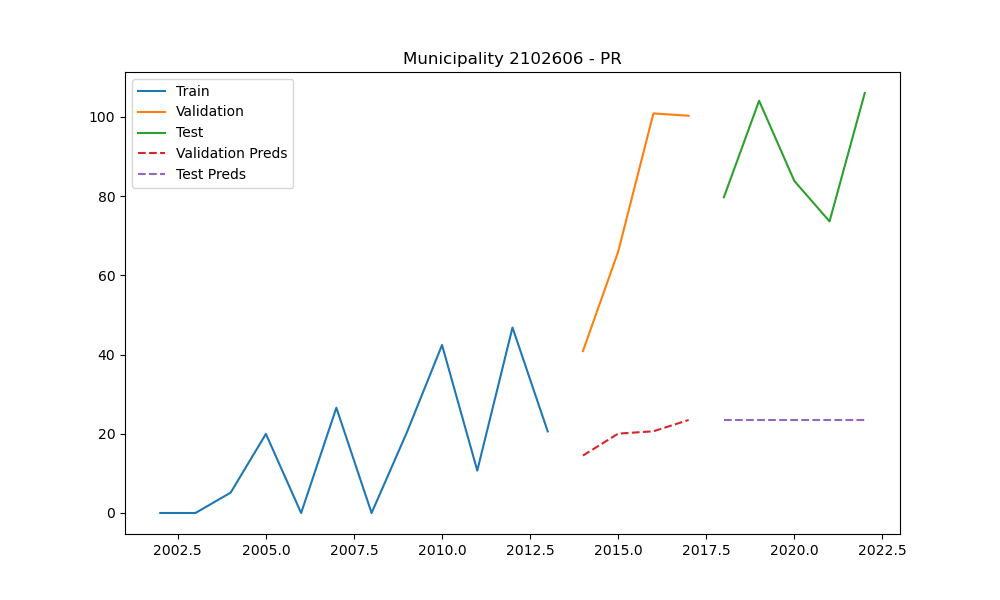 Municipality 2102606 - PR
Train
Validation
Test
Validation Preds
Test Preds
100
80
60
40
20
0
2002.5 2005.0 2007.5 2010.0 2012.5 2015.0 2017.5 2020.0 2022.5